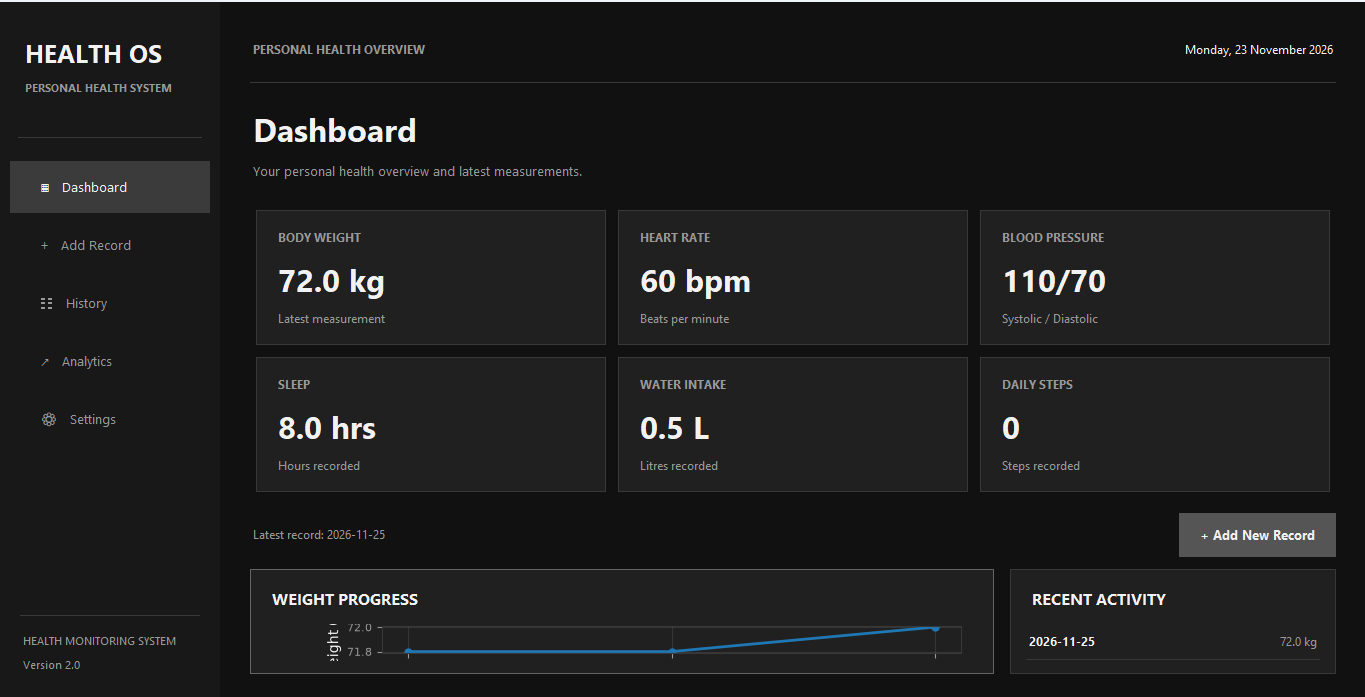 HEALTH OS
PERSONAL HEALTH SYSTEM
Dashboard
+ Add Record
History
↗ Analytics
Settings
HEALTH MONITORING SYSTEM
Version 2.0
PERSONAL HEALTH OVERVIEW
Monday, 23 November 2026
Dashboard
Your personal health overview and latest measurements.
BODY WEIGHT
72.0 kg
Latest measurement
HEART RATE
60 bpm
Beats per minute
BLOOD PRESSURE
110/70
Systolic / Diastolic
SLEEP
8.0 hrs
Hours recorded
WATER INTAKE
0.5 L
Litres recorded
DAILY STEPS
0
Steps recorded
Latest record: 2026-11-25
+ Add New Record
WEIGHT PROGRESS
72.0
71.8
RECENT ACTIVITY
2026-11-25
72.0 kg